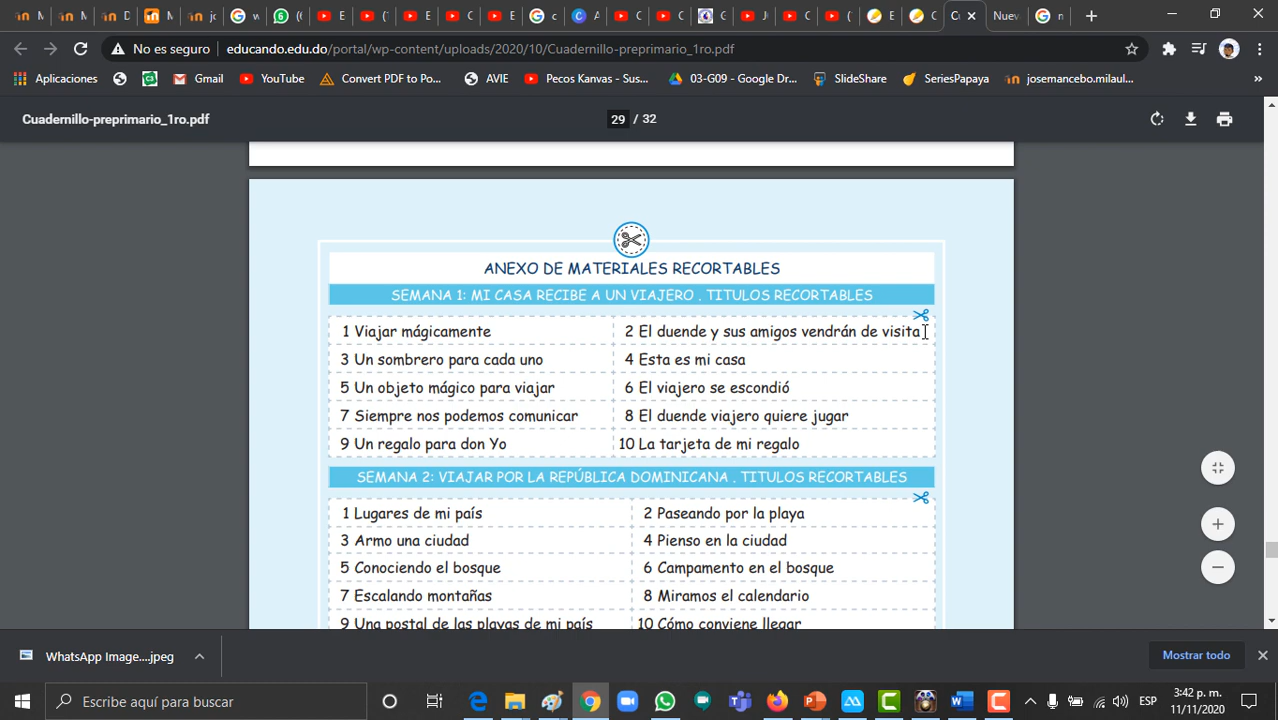 M
M
D
M
jo
w
(6
E
(1
E
C
E
c
A
C
C
E
J
C
(
E
C
Cu
Nuev
n
No es seguro
educando.edu.do/portal/wp-content/uploads/2020/10/Cuadernillo-preprimario_1ro.pdf
Aplicaciones
Gmail
YouTube
Convert PDF to Po...
AVIE
Pecos Kanvas - Sus...
03-G09 - Google Dr...
SlideShare
SeriesPapaya
josemancebo.milaul...
»
Cuadernillo-preprimario_1ro.pdf
29 / 32
ANEXO DE MATERIALES RECORTABLES
SEMANA 1: MI CASA RECIBE A UN VIAJERO . TITULOS RECORTABLES
1 Viajar mágicamente
2 El duende y sus amigos vendrán de visita
3 Un sombrero para cada uno
4 Esta es mi casa
5 Un objeto mágico para viajar
6 El viajero se escondió
7 Siempre nos podemos comunicar
8 El duende viajero quiere jugar
9 Un regalo para don Yo
10 La tarjeta de mi regalo
SEMANA 2: VIAJAR POR LA REPÚBLICA DOMINICANA . TITULOS RECORTABLES
1 Lugares de mi país
2 Paseando por la playa
3 Armo una ciudad
4 Pienso en la ciudad
5 Conociendo el bosque
6 Campamento en el bosque
7 Escalando montañas
8 Miramos el calendario
9 Una postal de las playas de mi país
10 Cómo conviene llegar
WhatsApp Image....jpeg
Mostrar todo
Escribe aquí para buscar
ESP
3:42 p. m.
11/11/2020